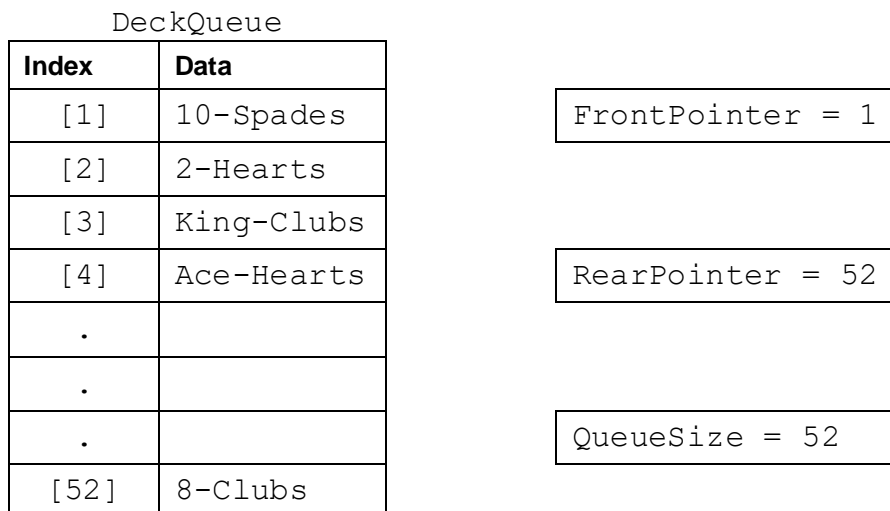 DeckQueue
Index Data
[1] 10-Spades FrontPointer = 1
[2] 2-Hearts
[3] King-Clubs
[4] Ace-Hearts RearPointer = 52
.
.
. QueueSize = 52
[52] 8-Clubs